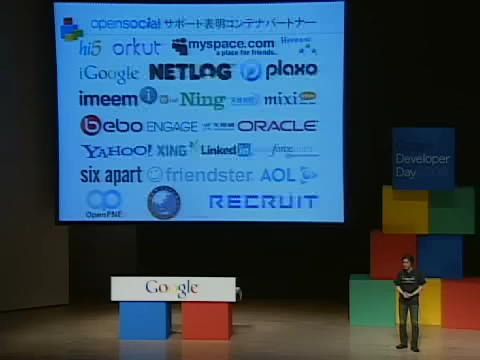 opensocial サポート表明コンテナパートナー
hi5 orkut myspace.com
a place for friends.
iGoogle NETLOG plaxo
imeem Ning mixi
bebo ENGAGE ORACLE
YAHOO! XING LinkedIn
six apart friendster AOL
OpenPNE RECRUIT
Google
Developer
Day